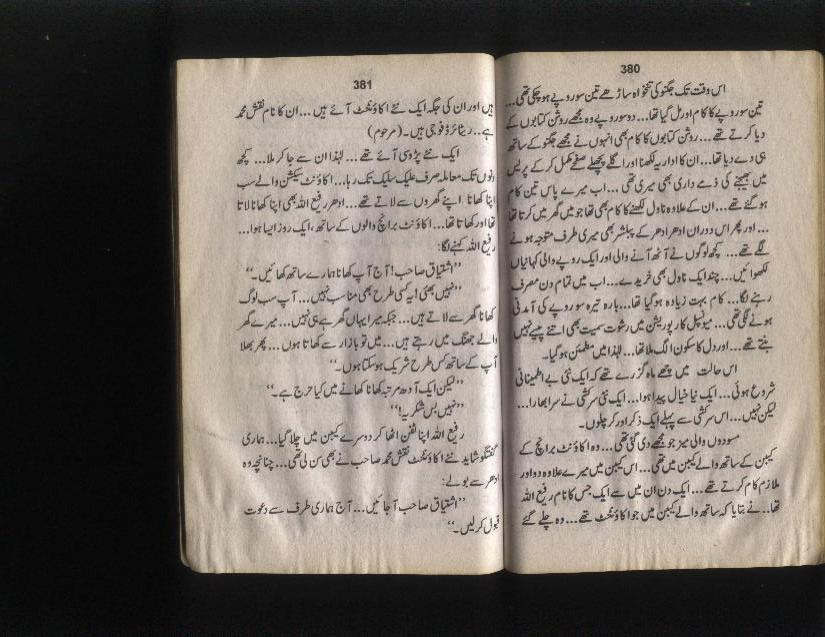 380
اس وقت تک جگنو کی تنخواہ ساڑھے تین سو روپے ہو چکی تھی...
تین سو روپے کا کام اور مل گیا تھا... دو سو روپے وہ مجھے روشن کتابوں کے
دیا کرتے تھے... روشن کتابوں کا کام بھی انہوں نے مجھے جگنو کے ساتھ
ہی دے دیا تھا... ان کا اداریہ لکھنا اور اگلے پچھلے صفحے مکمل کر کے پریس
میں بھیجنے کی ذمے داری بھی میری تھی... اب میرے پاس تین کام
ہو گئے تھے... ان کے علاوہ ناول لکھنے کا کام بھی تھا جو میں گھر میں کرتا تھا
... اور پھر اس دوران ادھر ادھر کے پبلشر بھی میری طرف متوجہ ہونے
لگے تھے... کچھ لوگوں نے آٹھ آنے والی اور ایک روپے والی کہانیاں
لکھوائیں... چند ایک ناول بھی خریدے... اب میں تمام دن مصروف
رہنے لگا... کام بہت زیادہ ہو گیا تھا... بارہ تیرہ سو روپے کی آمدنی
ہونے لگی تھی... میونسپل کارپوریشن میں رشوت سمیت بھی اتنے پیسے نہیں
بنتے تھے... اور دل کا سکون الگ ملا تھا... لہٰذا میں مطمئن ہو گیا۔
اس حالت میں چھے ماہ گزرے تھے کہ ایک نئی بے اطمینانی
شروع ہوئی... ایک نیا خیال پیدا ہوا... ایک نئی سرکشی نے سر ابھارا...
لیکن نہیں... اس سرکشی سے پہلے ایک ذکر اور کر چلوں۔
مسودوں والی میز جو مجھے دی گئی تھی... وہ اکاؤنٹ برانچ کے
کیبن کے ساتھ والے کیبن میں تھی... اس کیبن میں میرے علاوہ دو اور
ملازم کام کرتے تھے... ایک دن ان میں سے ایک جس کا نام رفیع اللہ
تھا... نے بتایا کہ ساتھ والے کیبن میں جو اکاؤنٹنٹ تھے... وہ چلے گئے
381
ہیں اور ان کی جگہ ایک نئے اکاؤنٹنٹ آئے ہیں... ان کا نام نقش محمد
ہے... ریٹائرڈ فوجی ہیں۔ (مرحوم)
ایک نئے پڑوسی آئے تھے... لہٰذا ان سے جا کر ملا... کچھ
دنوں تک معاملہ صرف علیک سلیک تک رہا... اکاؤنٹ سیکشن والے سب
اپنا کھانا اپنے گھروں سے لاتے تھے... ادھر رفیع اللہ بھی اپنا کھانا لاتا
تھا اور کھاتا تھا... اکاؤنٹ برانچ والوں کے ساتھ، ایک روز ایسا ہوا...
رفیع اللہ کہنے لگا:
"اشتیاق صاحب! آج آپ کھانا ہمارے ساتھ کھائیں۔"
"نہیں بھئی! یہ کسی طرح بھی مناسب نہیں... آپ سب لوگ
کھانا گھر سے لاتے ہیں... جبکہ میرا یہاں گھر ہے ہی نہیں... میرے گھر
والے جھنگ میں رہتے ہیں... میں تو بازار سے کھاتا ہوں... پھر بھلا
آپ کے ساتھ کس طرح شریک ہو سکتا ہوں۔"
"لیکن ایک آدھ مرتبہ کھانا کھانے میں کیا حرج ہے۔"
"نہیں بس شکریہ!"
رفیع اللہ اپنا ٹفن اٹھا کر دوسرے کیبن میں چلا گیا... ہماری
گفتگو شاید نئے اکاؤنٹنٹ نقش محمد صاحب نے بھی سن لی تھی... چنانچہ وہ
ادھر سے بولے:
"اشتیاق صاحب آ جائیں... آج ہماری طرف سے دعوت
قبول کر لیں۔"